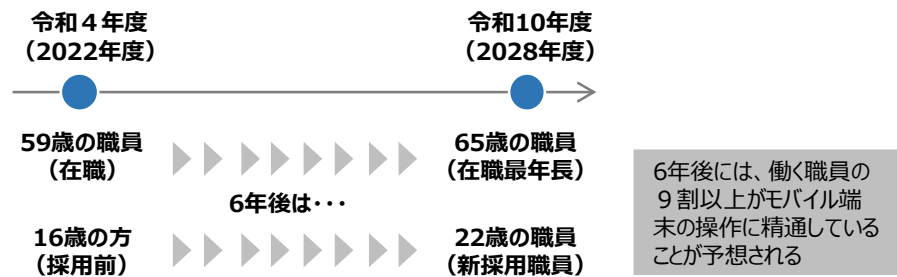 令和４年度
（2022年度）
令和10年度
（2028年度）
59歳の職員
（在職）
65歳の職員
（在職最年長）
6年後は・・・
16歳の方
（採用前）
22歳の職員
（新採用職員）
6年後には、働く職員の
９割以上がモバイル端
末の操作に精通している
ことが予想される